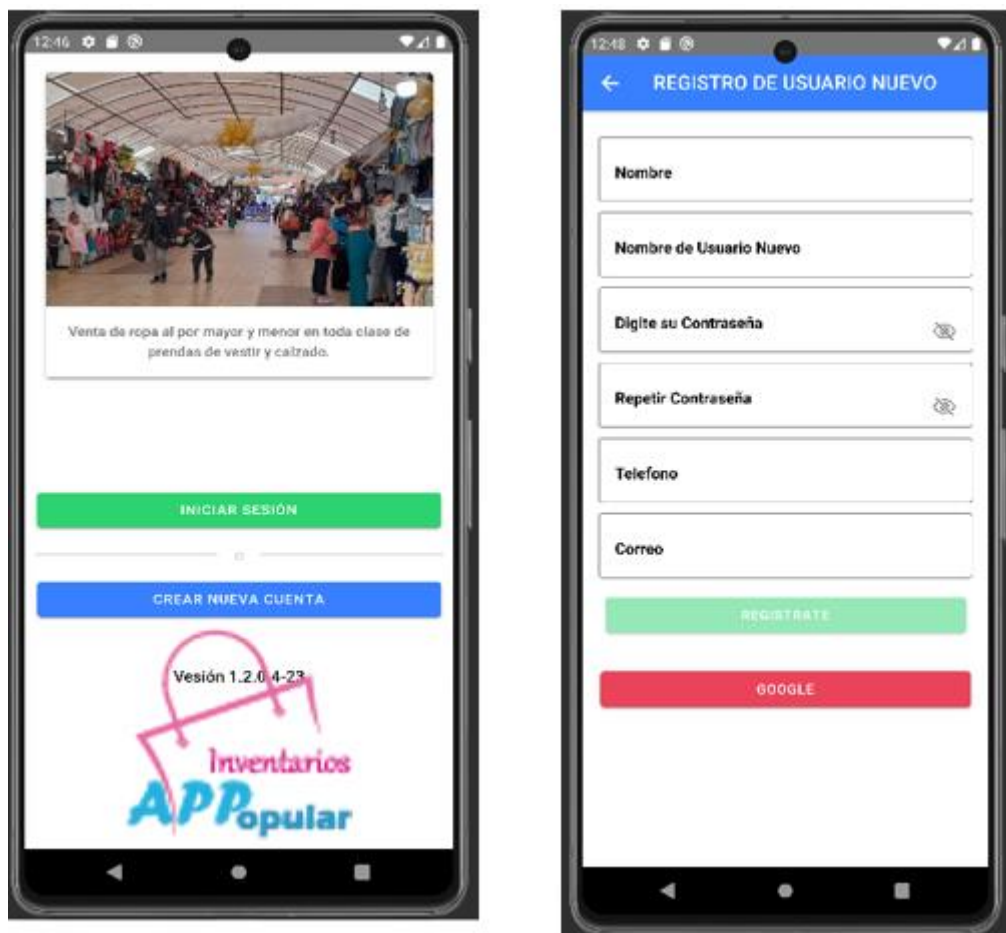 12:46
Venta de ropa al por mayor y menor en toda clase de
prendas de vestir y calzado.
INICIAR SESIÓN
o
CREAR NUEVA CUENTA
Vesión 1.2.0 4-23
Inventarios
APPopular
12:48
REGISTRO DE USUARIO NUEVO
Nombre
Nombre de Usuario Nuevo
Digite su Contraseña
Repetir Contraseña
Telefono
Correo
REGISTRATE
GOOGLE